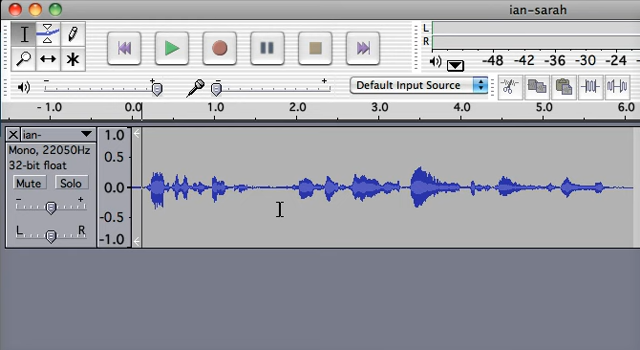 ian-sarah
L
R
-48 -42 -36 -30 -24 -1
Default Input Source
-1.0 0.0 1.0 2.0 3.0 4.0 5.0 6.0
ian-
Mono, 22050Hz
32-bit float
Mute Solo
- +
L R
1.0
0.5
0.0
-0.5
-1.0